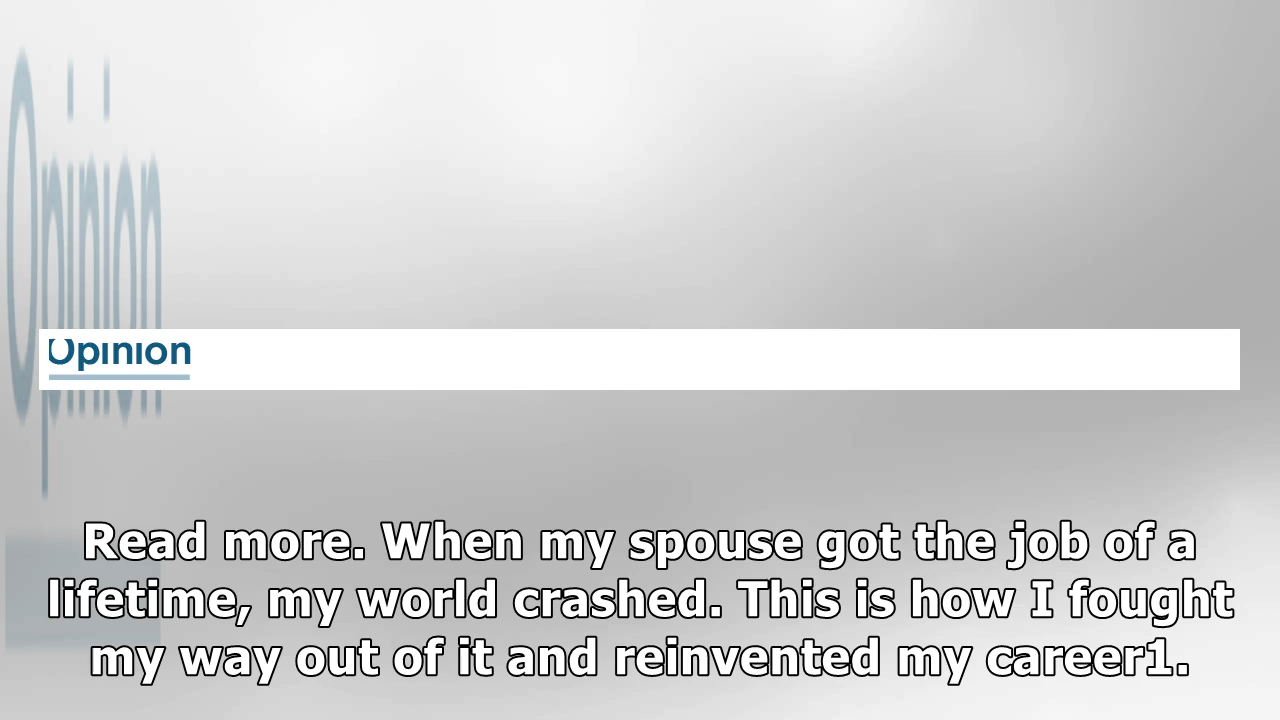 Opinion
Opinion
Read more. When my spouse got the job of a
lifetime, my world crashed. This is how I fought
my way out of it and reinvented my career1.